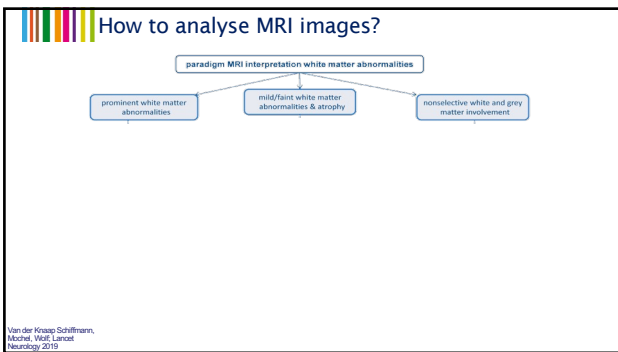 How to analyse MRI images?
paradigm MRI interpretation white matter abnormalities
prominent white matter
abnormalities
mild/faint white matter
abnormalities & atrophy
nonselective white and grey
matter involvement
Van der Knaap Schiffmann,
Mochel, Wolf; Lancet
Neurology 2019